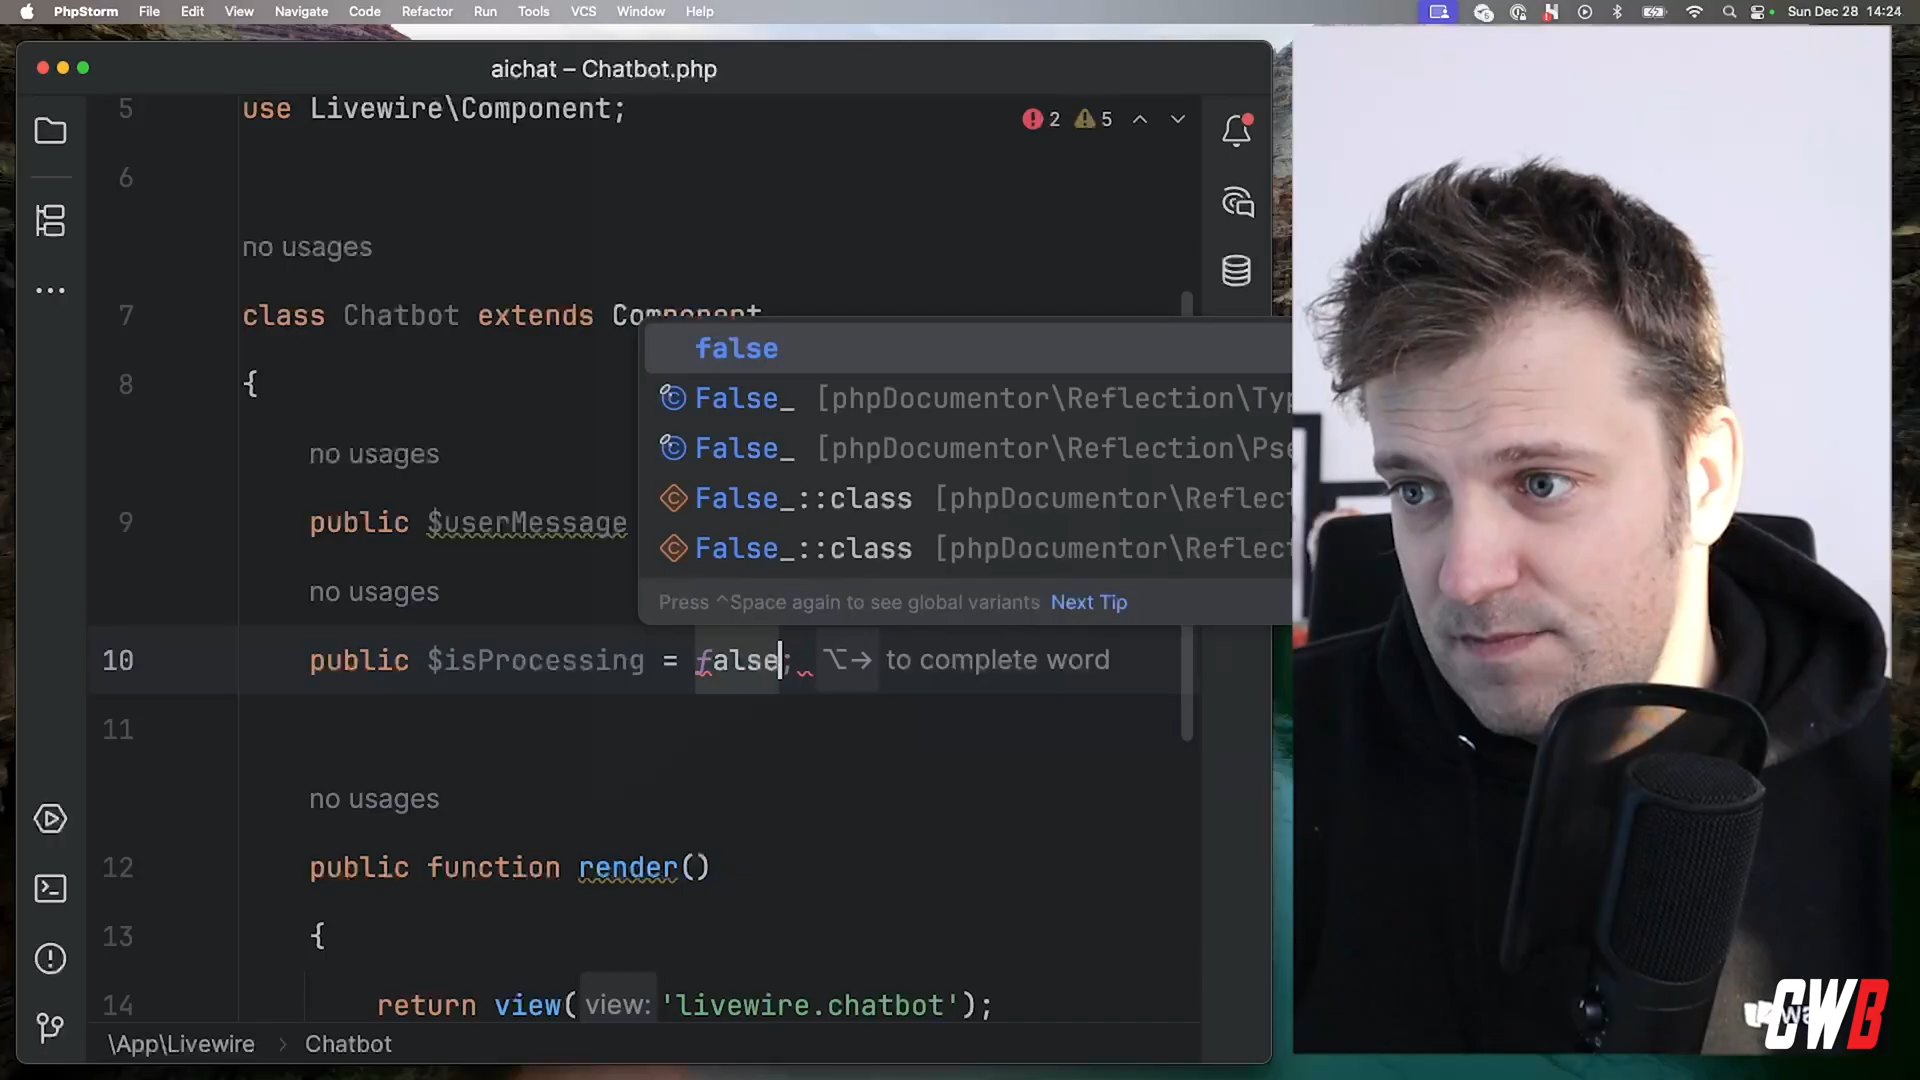 PhpStorm File Edit View Navigate Code Refactor Run Tools VCS Window Help
Sun Dec 28 14:24
aichat – Chatbot.php
5 use Livewire\Component;
2 5
6
no usages
7 class Chatbot extends Component
8 {
no usages
9 public $userMessage
no usages
10 public $isProcessing = false; ⌥→ to complete word
11
no usages
12 public function render()
13 {
14 return view( view: 'livewire.chatbot');
false
False_ [phpDocumentor\Reflection\Typ
False_ [phpDocumentor\Reflection\Pse
False_::class [phpDocumentor\Reflect
False_::class [phpDocumentor\Reflect
Press ^Space again to see global variants Next Tip
\App\Livewire > Chatbot
CWB